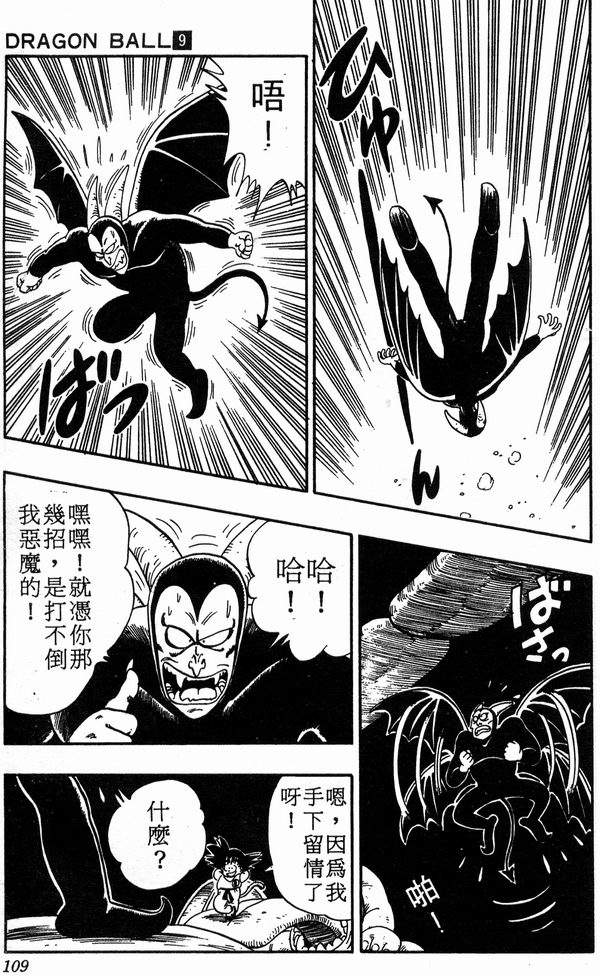 DRAGON BALL 9
ひゅーん
唔！
ばっ
ばさっ
啪！
哈！
哈！
嘿嘿！就憑你那
幾招，是打不倒
我惡魔的！
嗯，因爲我
手下留情了
呀！
什麼？
109